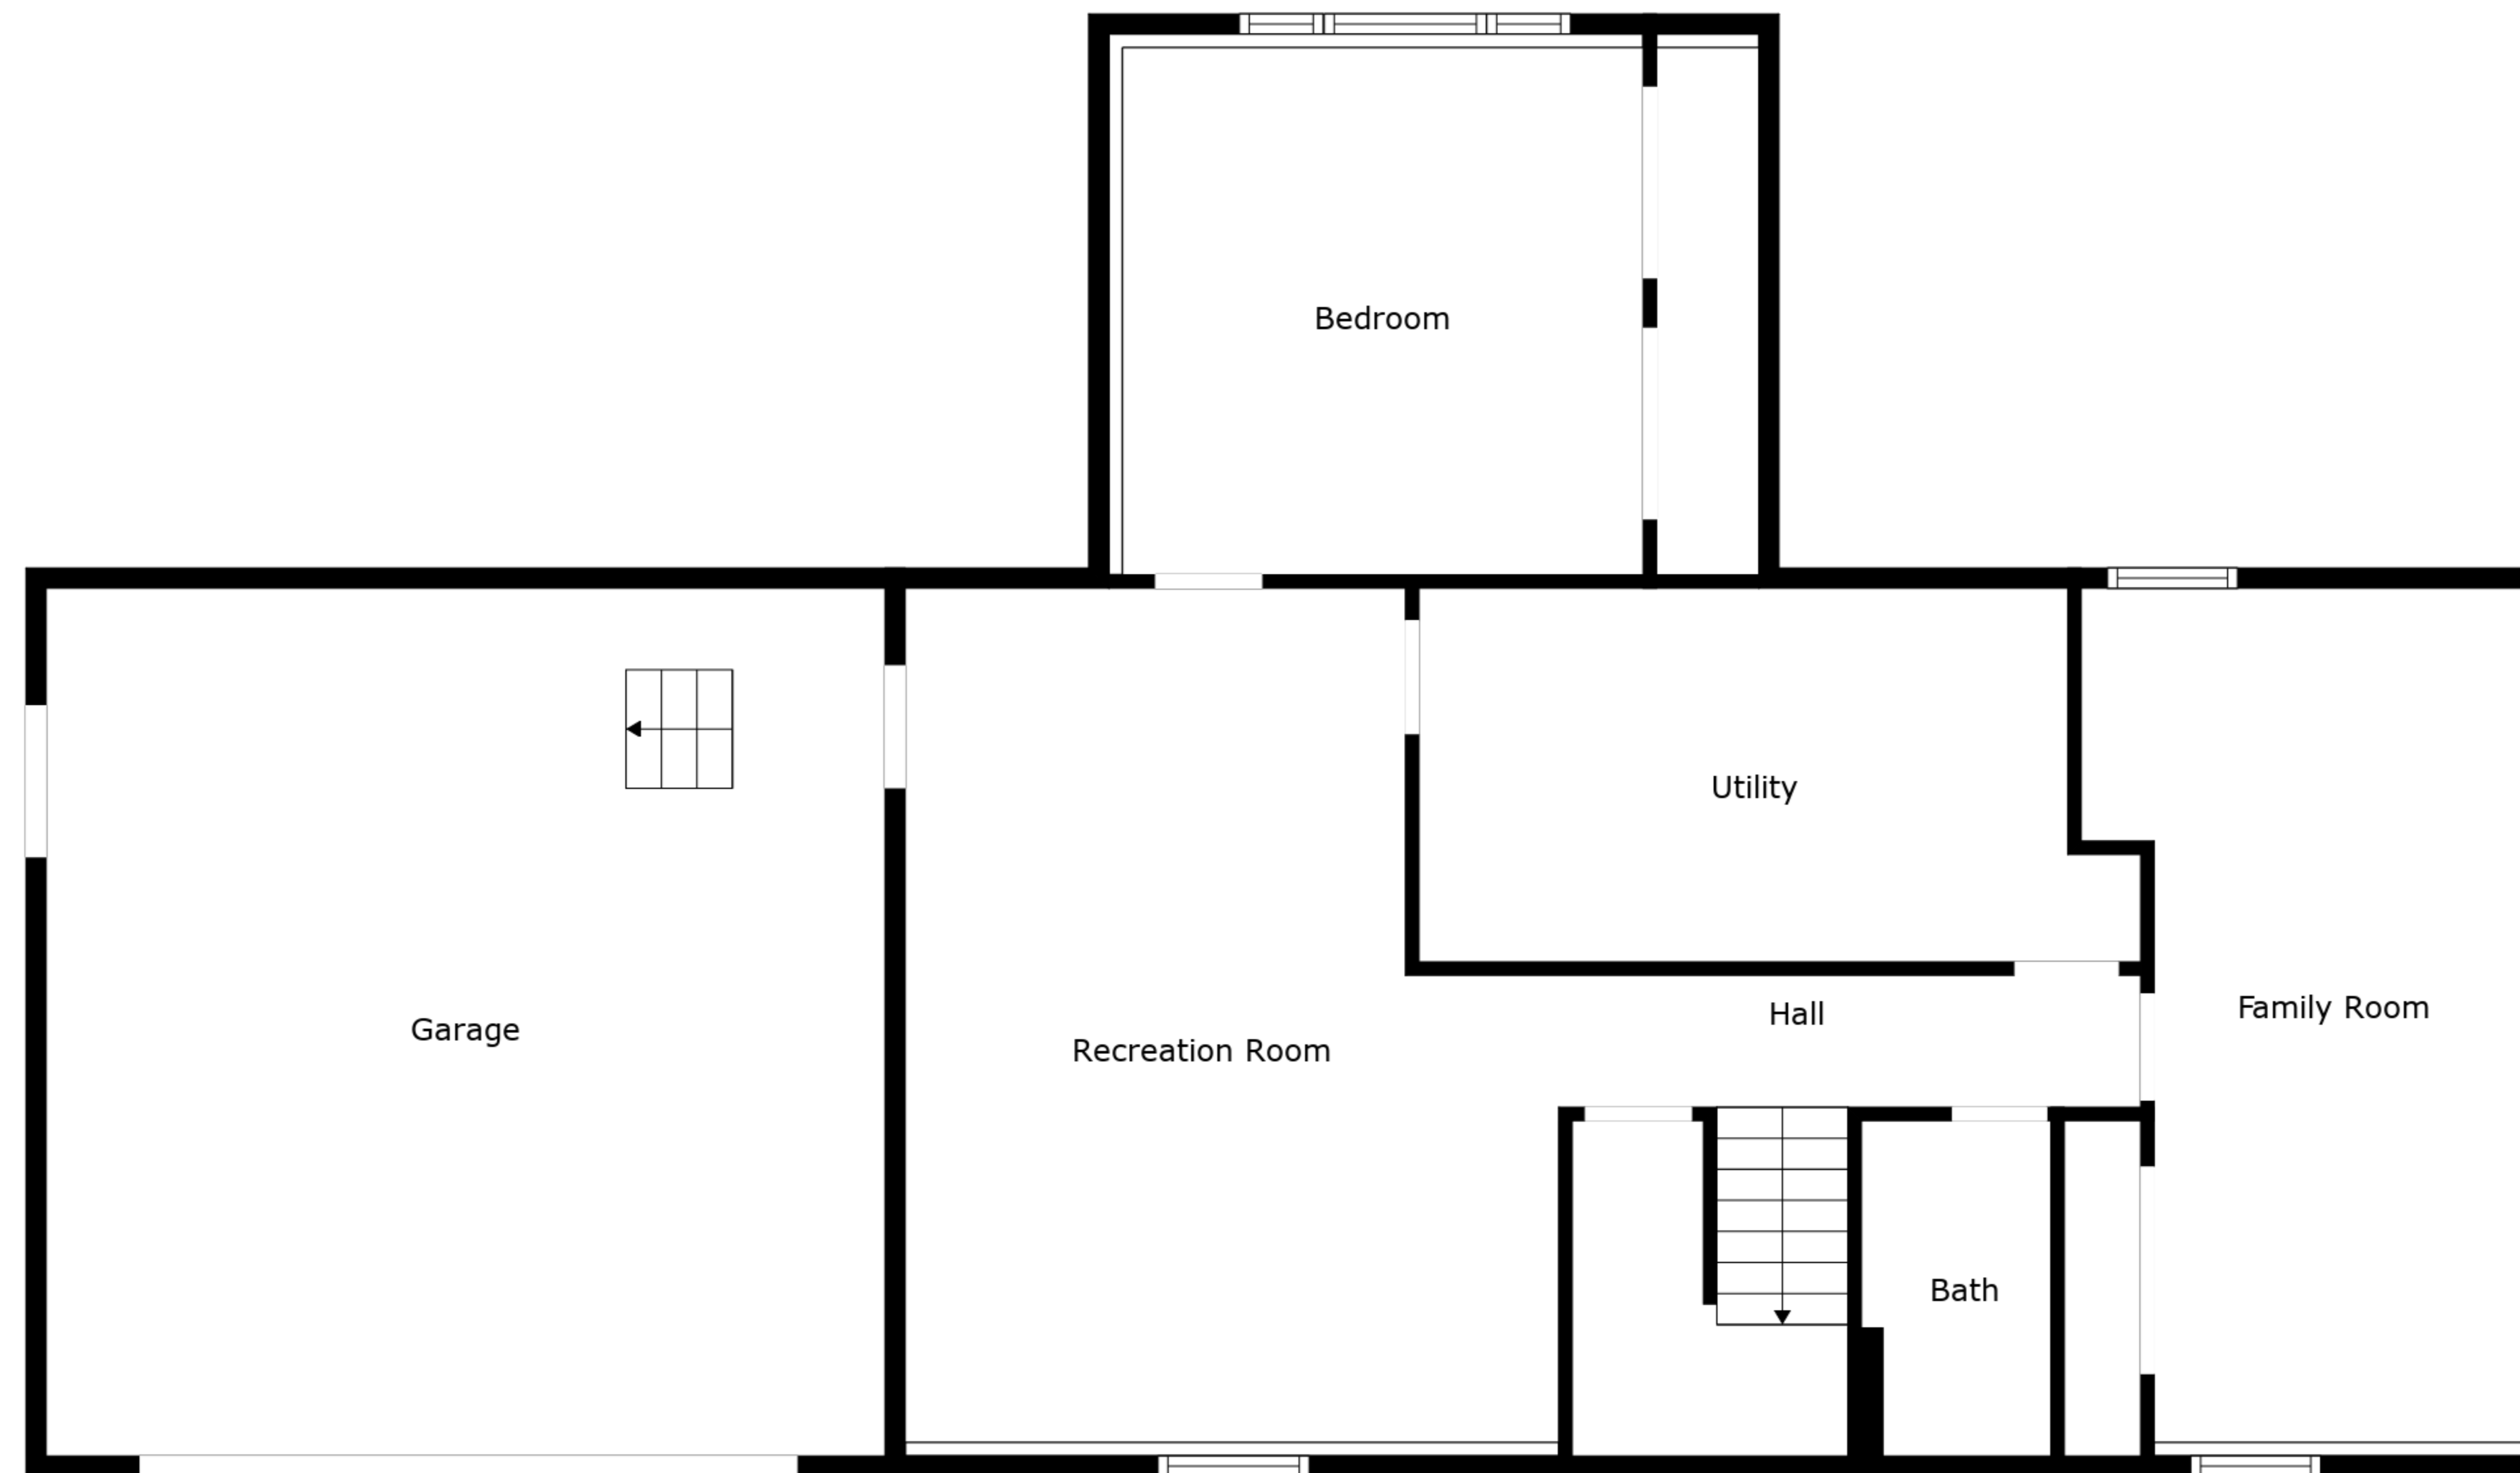 Bedroom
Utility
Garage
Recreation Room
Hall
Family Room
Bath